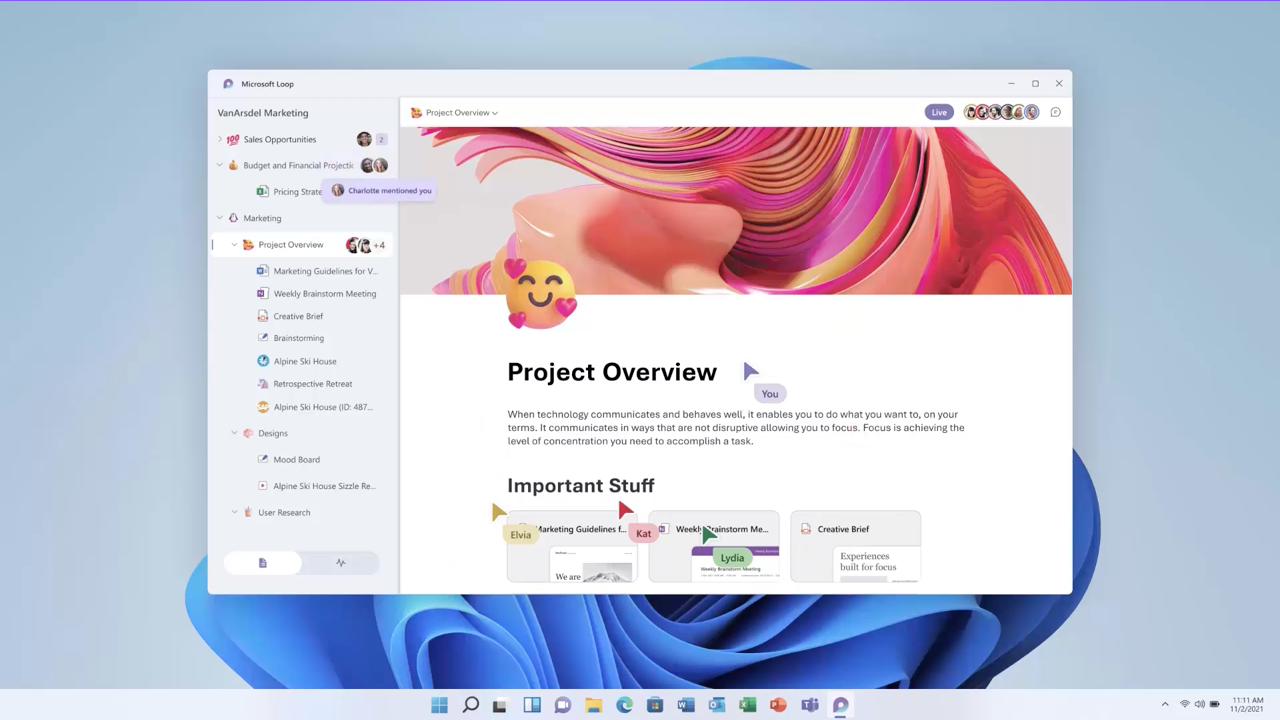 Microsoft Loop
VanArsdel Marketing
Sales Opportunities
2
Budget and Financial Projectic
Pricing Strate
Charlotte mentioned you
Marketing
Project Overview
+4
Marketing Guidelines for V...
Weekly Brainstorm Meeting
Creative Brief
Brainstorming
Alpine Ski House
Retrospective Retreat
Alpine Ski House (ID: 487...
Designs
Mood Board
Alpine Ski House Sizzle Re...
User Research
Project Overview
Live
Project Overview
You
When technology communicates and behaves well, it enables you to do what you want to, on your
terms. It communicates in ways that are not disruptive allowing you to focus. Focus is achieving the
level of concentration you need to accomplish a task.
Important Stuff
Elvia
Marketing Guidelines f...
We are
Kat
Weekly Brainstorm Me...
Lydia
Weekly Brainstorm Meeting
Creative Brief
Experiences
built for focus
11:11 AM
11/2/2021